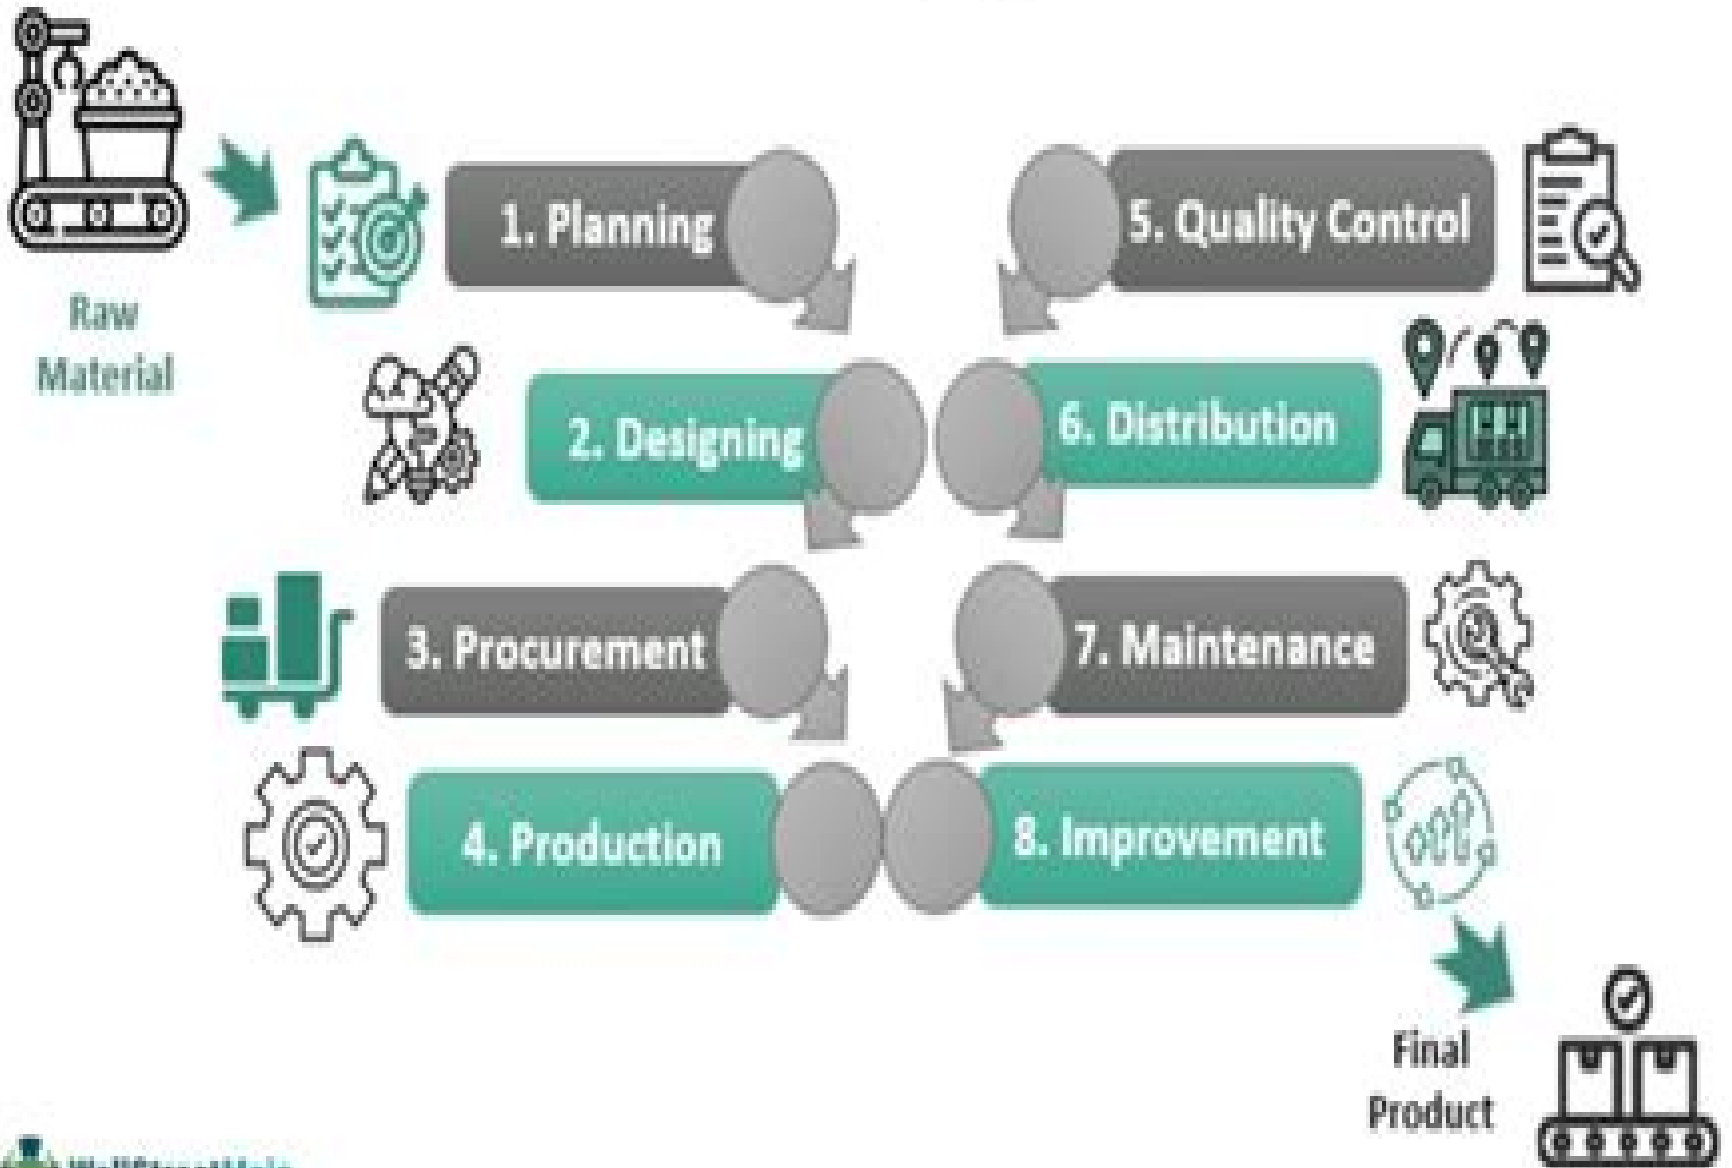 Raw
Material
1. Planning
2. Designing
3. Procurement
4. Production
5. Quality Control
6. Distribution
7. Maintenance
8. Improvement
Final
Product